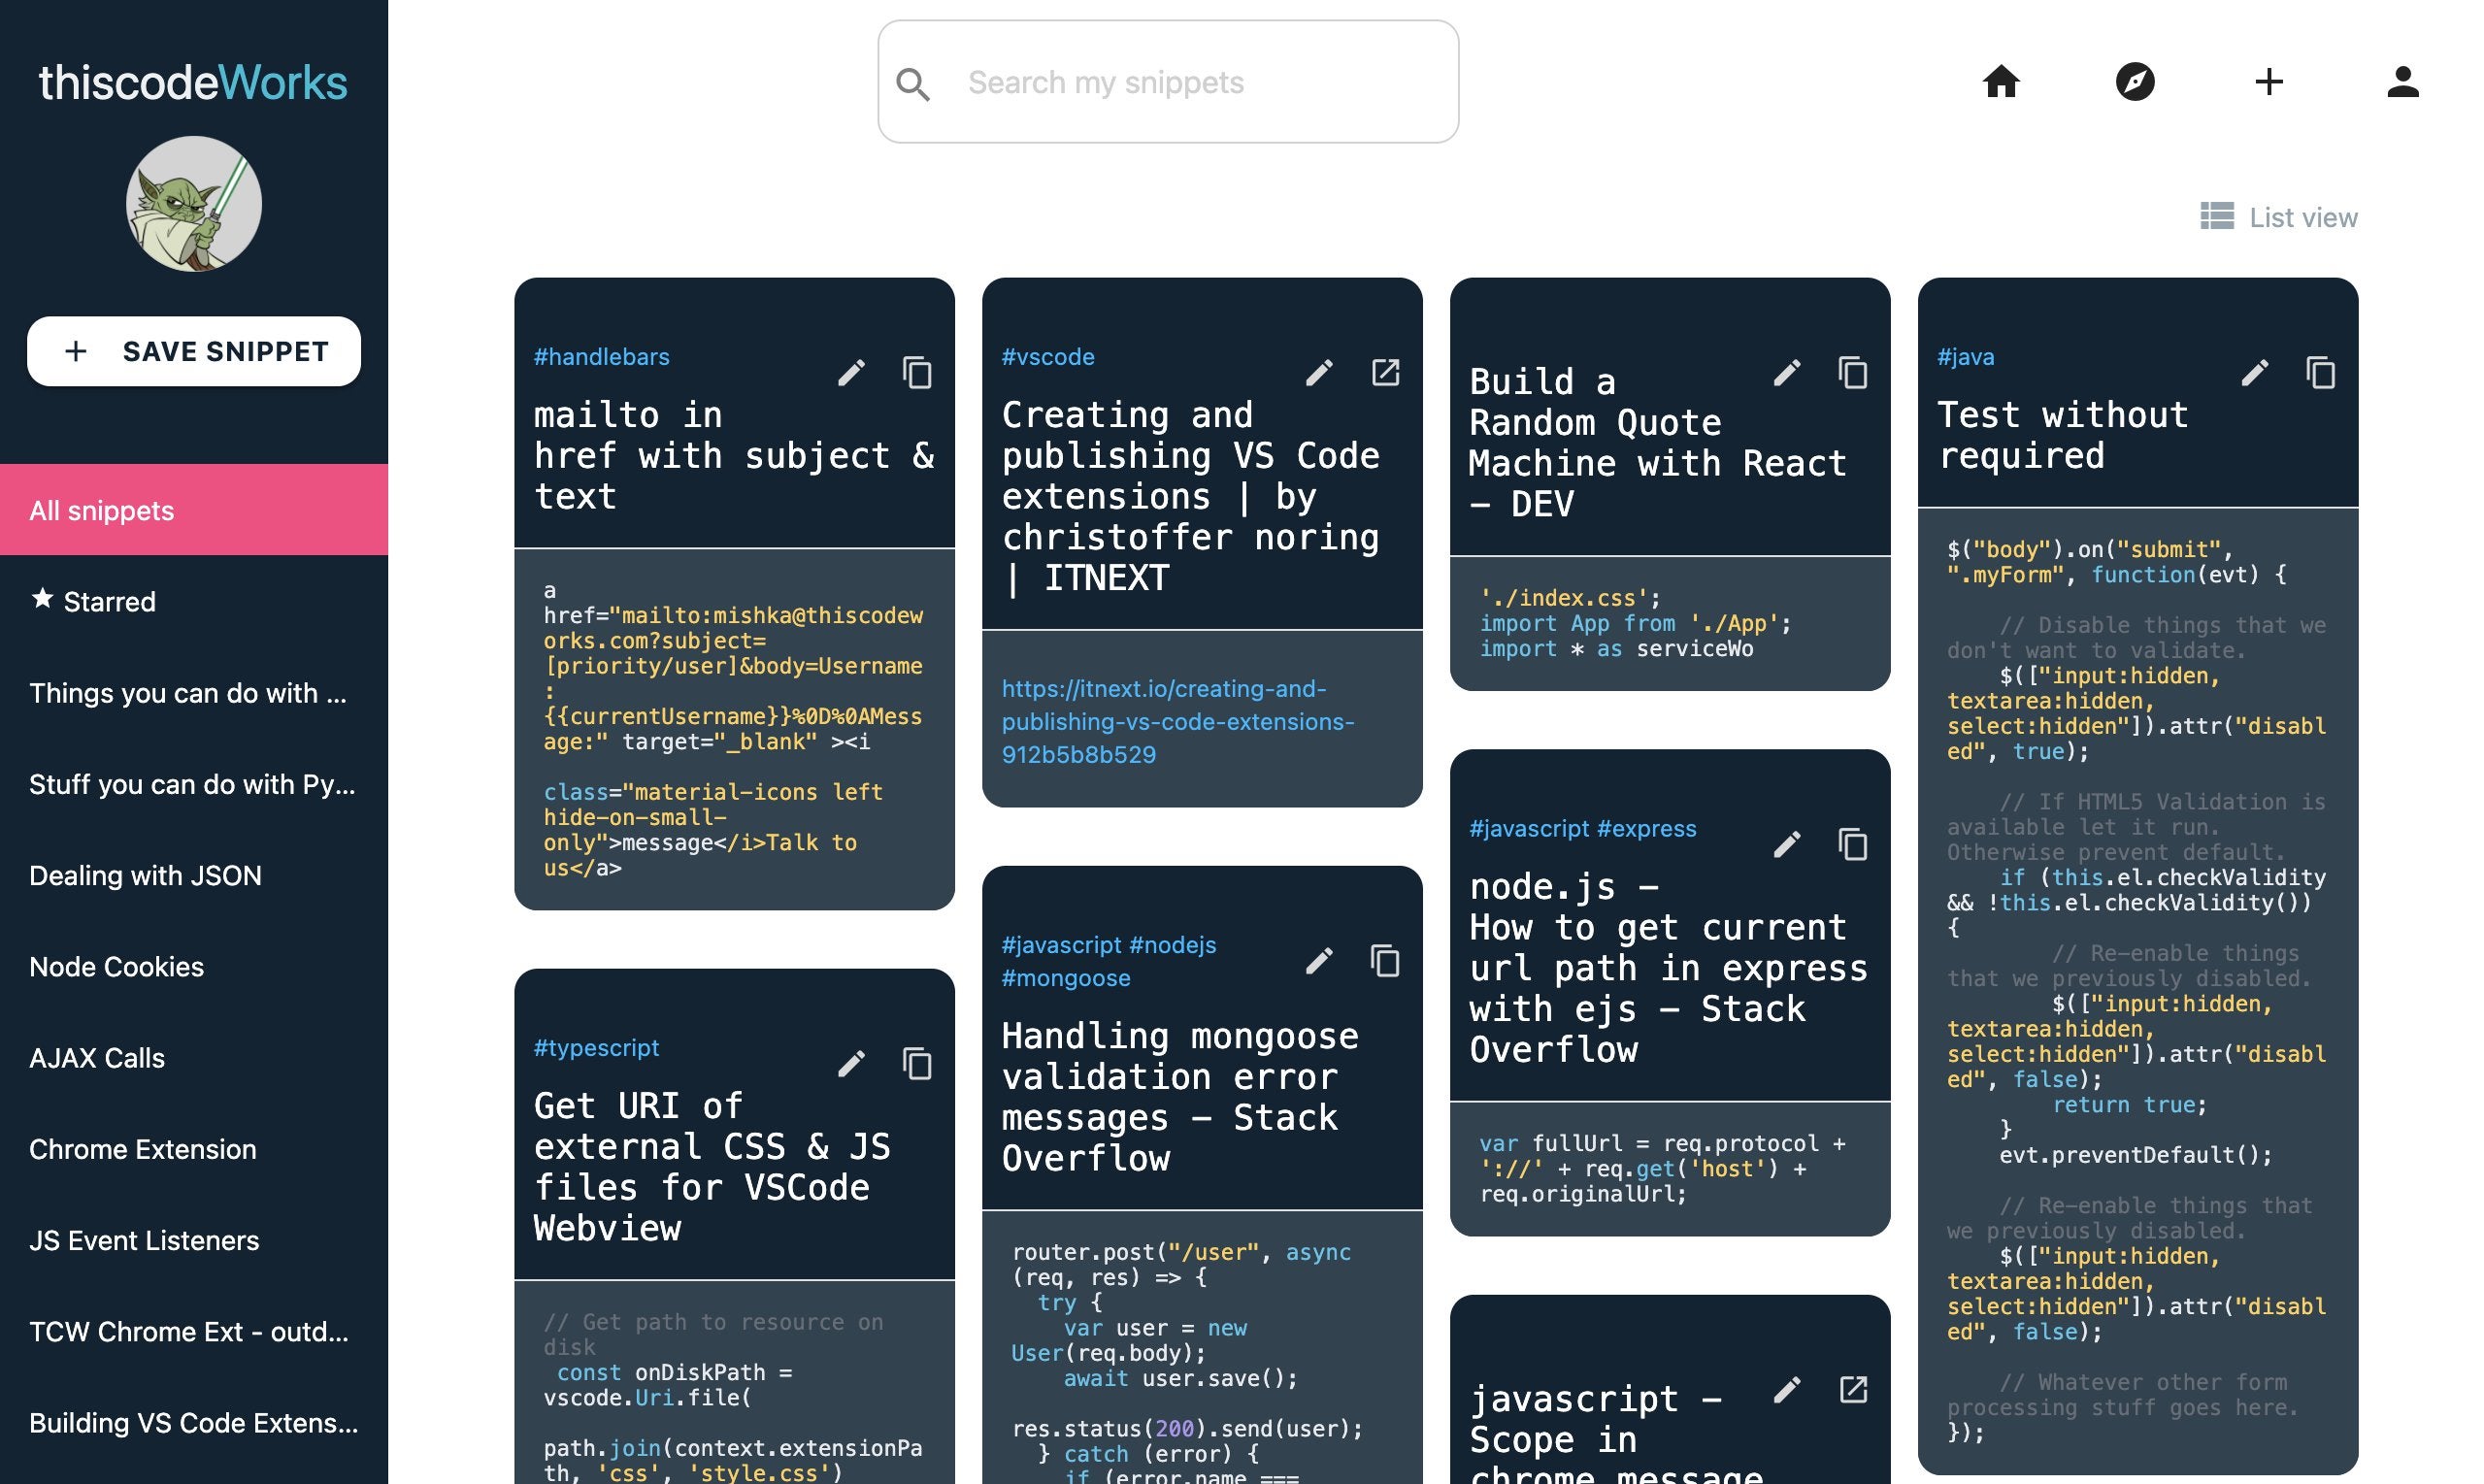 thiscodeWorks
SAVE SNIPPET
All snippets
Starred
Things you can do with ...
Stuff you can do with Py...
Dealing with JSON
Node Cookies
AJAX Calls
Chrome Extension
JS Event Listeners
TCW Chrome Ext - outd...
Building VS Code Extens...
Search my snippets
List view
#handlebars
mailto in
href with subject &
text
a
href="mailto:mishka@thiscodew
orks.com?subject=
[priority/user]&body=Username
:
{{currentUsername}}%0D%0AMess
age:" target="_blank" ><i
class="material-icons left
hide-on-small-
only">message</i>Talk to
us</a>
#typescript
Get URI of
external CSS & JS
files for VSCode
Webview
// Get path to resource on
disk
const onDiskPath =
vscode.Uri.file(
path.join(context.extensionPa
th, 'css', 'style.css')
#vscode
Creating and
publishing VS Code
extensions | by
christoffer noring
| ITNEXT
https://itnext.io/creating-and-
publishing-vs-code-extensions-
912b5b8b529
#javascript #nodejs
#mongoose
Handling mongoose
validation error
messages - Stack
Overflow
router.post("/user", async
(req, res) => {
try {
var user = new
User(req.body);
await user.save();
res.status(200).send(user);
} catch (error) {
if (error.name ===
Build a
Random Quote
Machine with React
- DEV
'./index.css';
import App from './App';
import * as serviceWo
#javascript #express
node.js -
How to get current
url path in express
with ejs - Stack
Overflow
var fullUrl = req.protocol +
'://' + req.get('host') +
req.originalUrl;
javascript -
Scope in
chrome message
#java
Test without
required
$("body").on("submit",
".myForm", function(evt) {
// Disable things that we
don't want to validate.
$(["input:hidden,
textarea:hidden,
select:hidden"]).attr("disabl
ed", true);
// If HTML5 Validation is
available let it run.
Otherwise prevent default.
if (this.el.checkValidity
&& !this.el.checkValidity())
{
// Re-enable things
that we previously disabled.
$(["input:hidden,
textarea:hidden,
select:hidden"]).attr("disabl
ed", false);
return true;
}
evt.preventDefault();
// Re-enable things that
we previously disabled.
$(["input:hidden,
textarea:hidden,
select:hidden"]).attr("disabl
ed", false);
// Whatever other form
processing stuff goes here.
});